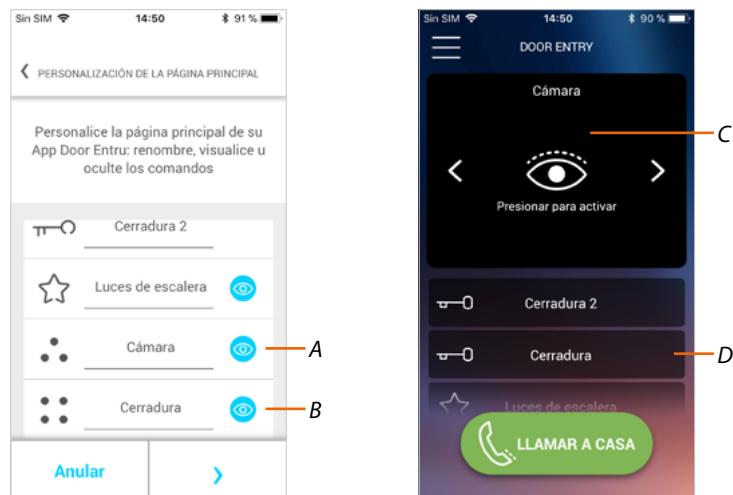 Sin SIM 14:50 91 %
PERSONALIZACIÓN DE LA PÁGINA PRINCIPAL
Personalice la página principal de su
App Door Entru: renombre, visualice u
oculte los comandos
Cerradura 2
Luces de escalera
Cámara
A
Cerradura
B
Anular
Sin SIM 14:50 90 %
DOOR ENTRY
Cámara
C
Presionar para activar
Cerradura 2
Cerradura
D
Luces de escalera
LLAMAR A CASA